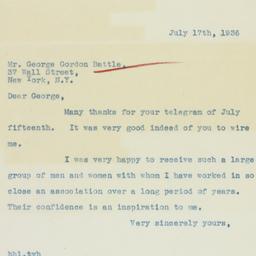 July 17th, 1936
Mr. George Gordon Battle,
37 Wall Street,
New York, N.Y.
Dear George,
Many thanks for your telegram of July
fifteenth. It was very good indeed of you to wire
me.
I was very happy to receive such a large
group of men and women with whom I have worked in so
close an association over a long period of years.
Their confidence is an inspiration to me.
Very sincerely yours,
hhl.tvh